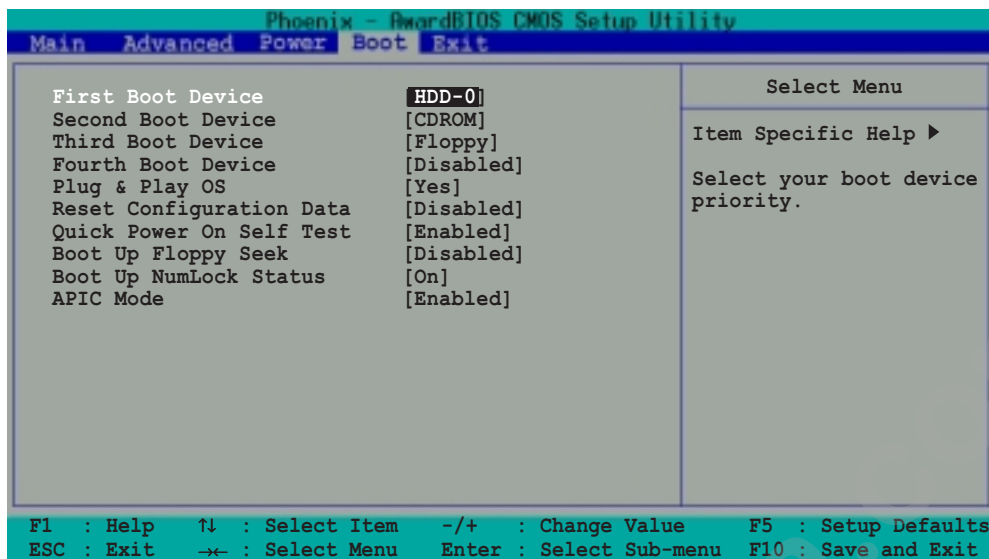 Phoenix - AwardBIOS CMOS Setup Utility
Main Advanced Power Boot Exit
First Boot Device [HDD-0]
Second Boot Device [CDROM]
Third Boot Device [Floppy]
Fourth Boot Device [Disabled]
Plug & Play OS [Yes]
Reset Configuration Data [Disabled]
Quick Power On Self Test [Enabled]
Boot Up Floppy Seek [Disabled]
Boot Up NumLock Status [On]
APIC Mode [Enabled]
Select Menu
Item Specific Help ▶
Select your boot device
priority.
F1 : Help ↑↓ : Select Item -/+ : Change Value F5 : Setup Defaults
ESC : Exit →← : Select Menu Enter : Select Sub-menu F10 : Save and Exit